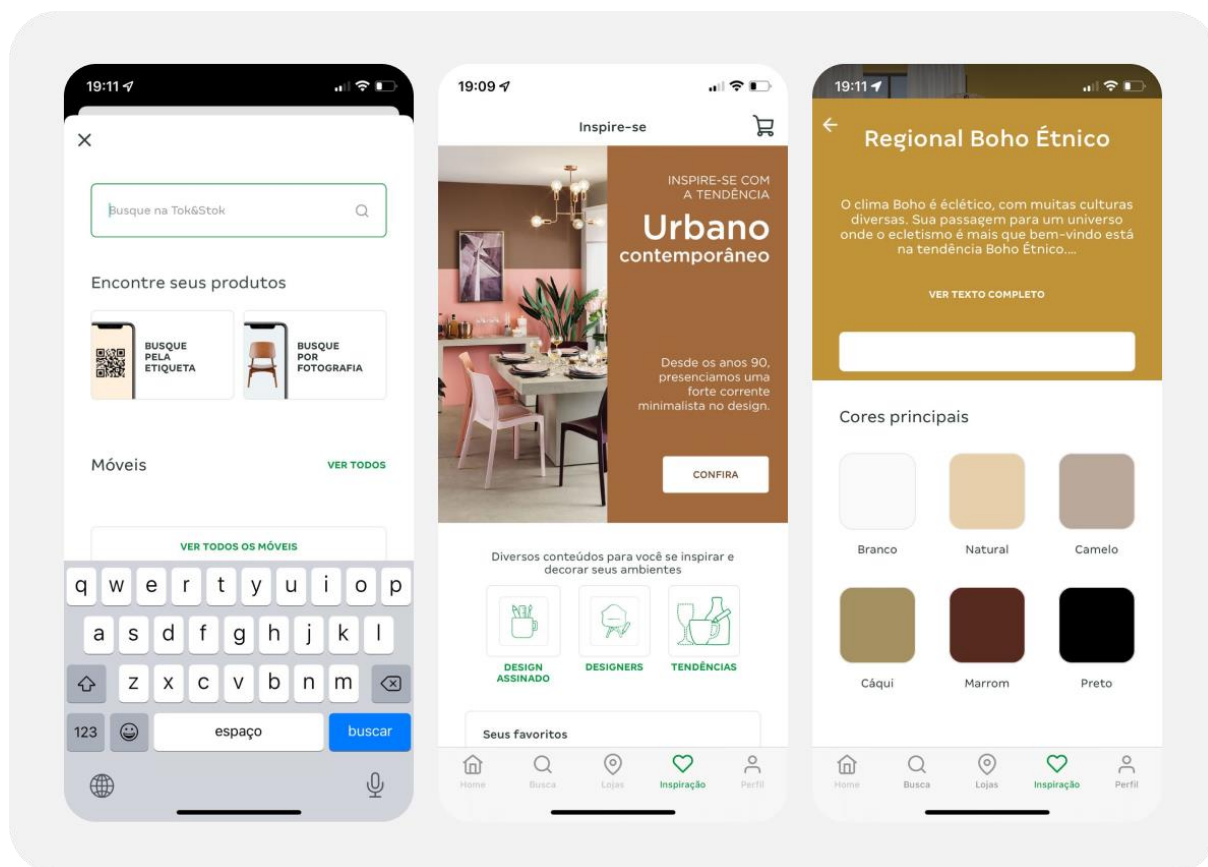 19:11
Busque na Tok&Stok
Encontre seus produtos
BUSQUE
PELA
ETIQUETA
BUSQUE
POR
FOTOGRAFIA
Móveis
VER TODOS
VER TODOS OS MÓVEIS
q w e r t y u i o p
a s d f g h j k l
z x c v b n m
123
espaço
buscar
19:09
Inspire-se
INSPIRE-SE COM
A TENDÊNCIA
Urbano
contemporâneo
Desde os anos 90,
presenciamos uma
forte corrente
minimalista no design.
CONFIRA
Diversos conteúdos para você se inspirar e
decorar seus ambientes
DESIGN
ASSINADO
DESIGNERS
TENDÊNCIAS
Seus favoritos
Home
Busca
Lojas
Inspiração
Perfil
19:11
Regional Boho Étnico
O clima Boho é éclético, com muitas culturas
diversas. Sua passagem para um universo
onde o ecletismo é mais que bem-vindo está
na tendência Boho Étnico....
VER TEXTO COMPLETO
Cores principais
Branco
Natural
Camelo
Cáqui
Marrom
Preto
Home
Busca
Lojas
Inspiração
Perfil